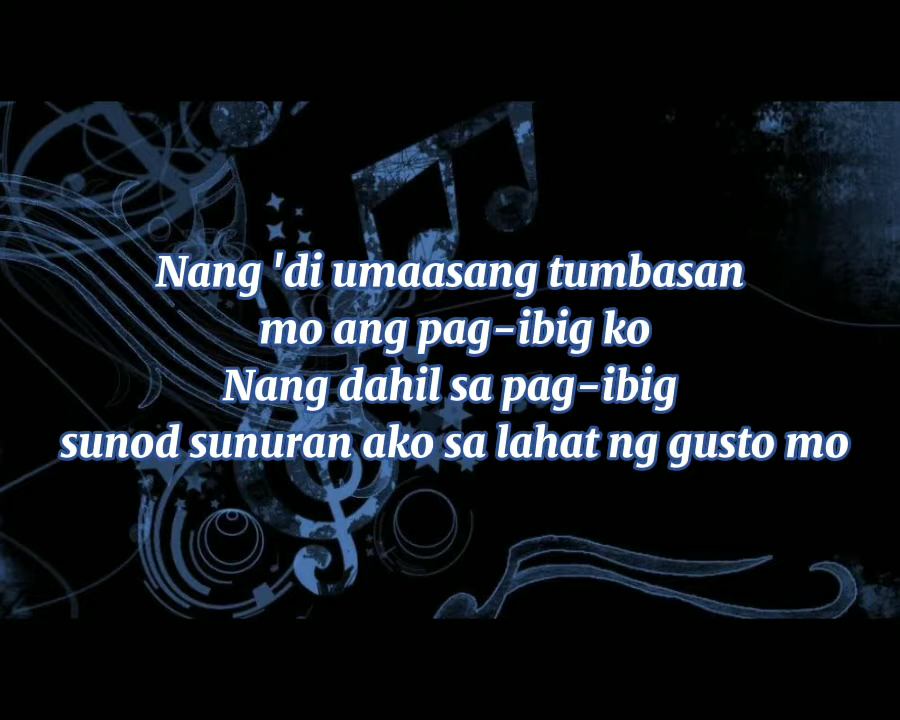 Nang 'di umaasang tumbasan
mo ang pag-ibig ko
Nang dahil sa pag-ibig
sunod sunuran ako sa lahat ng gusto mo